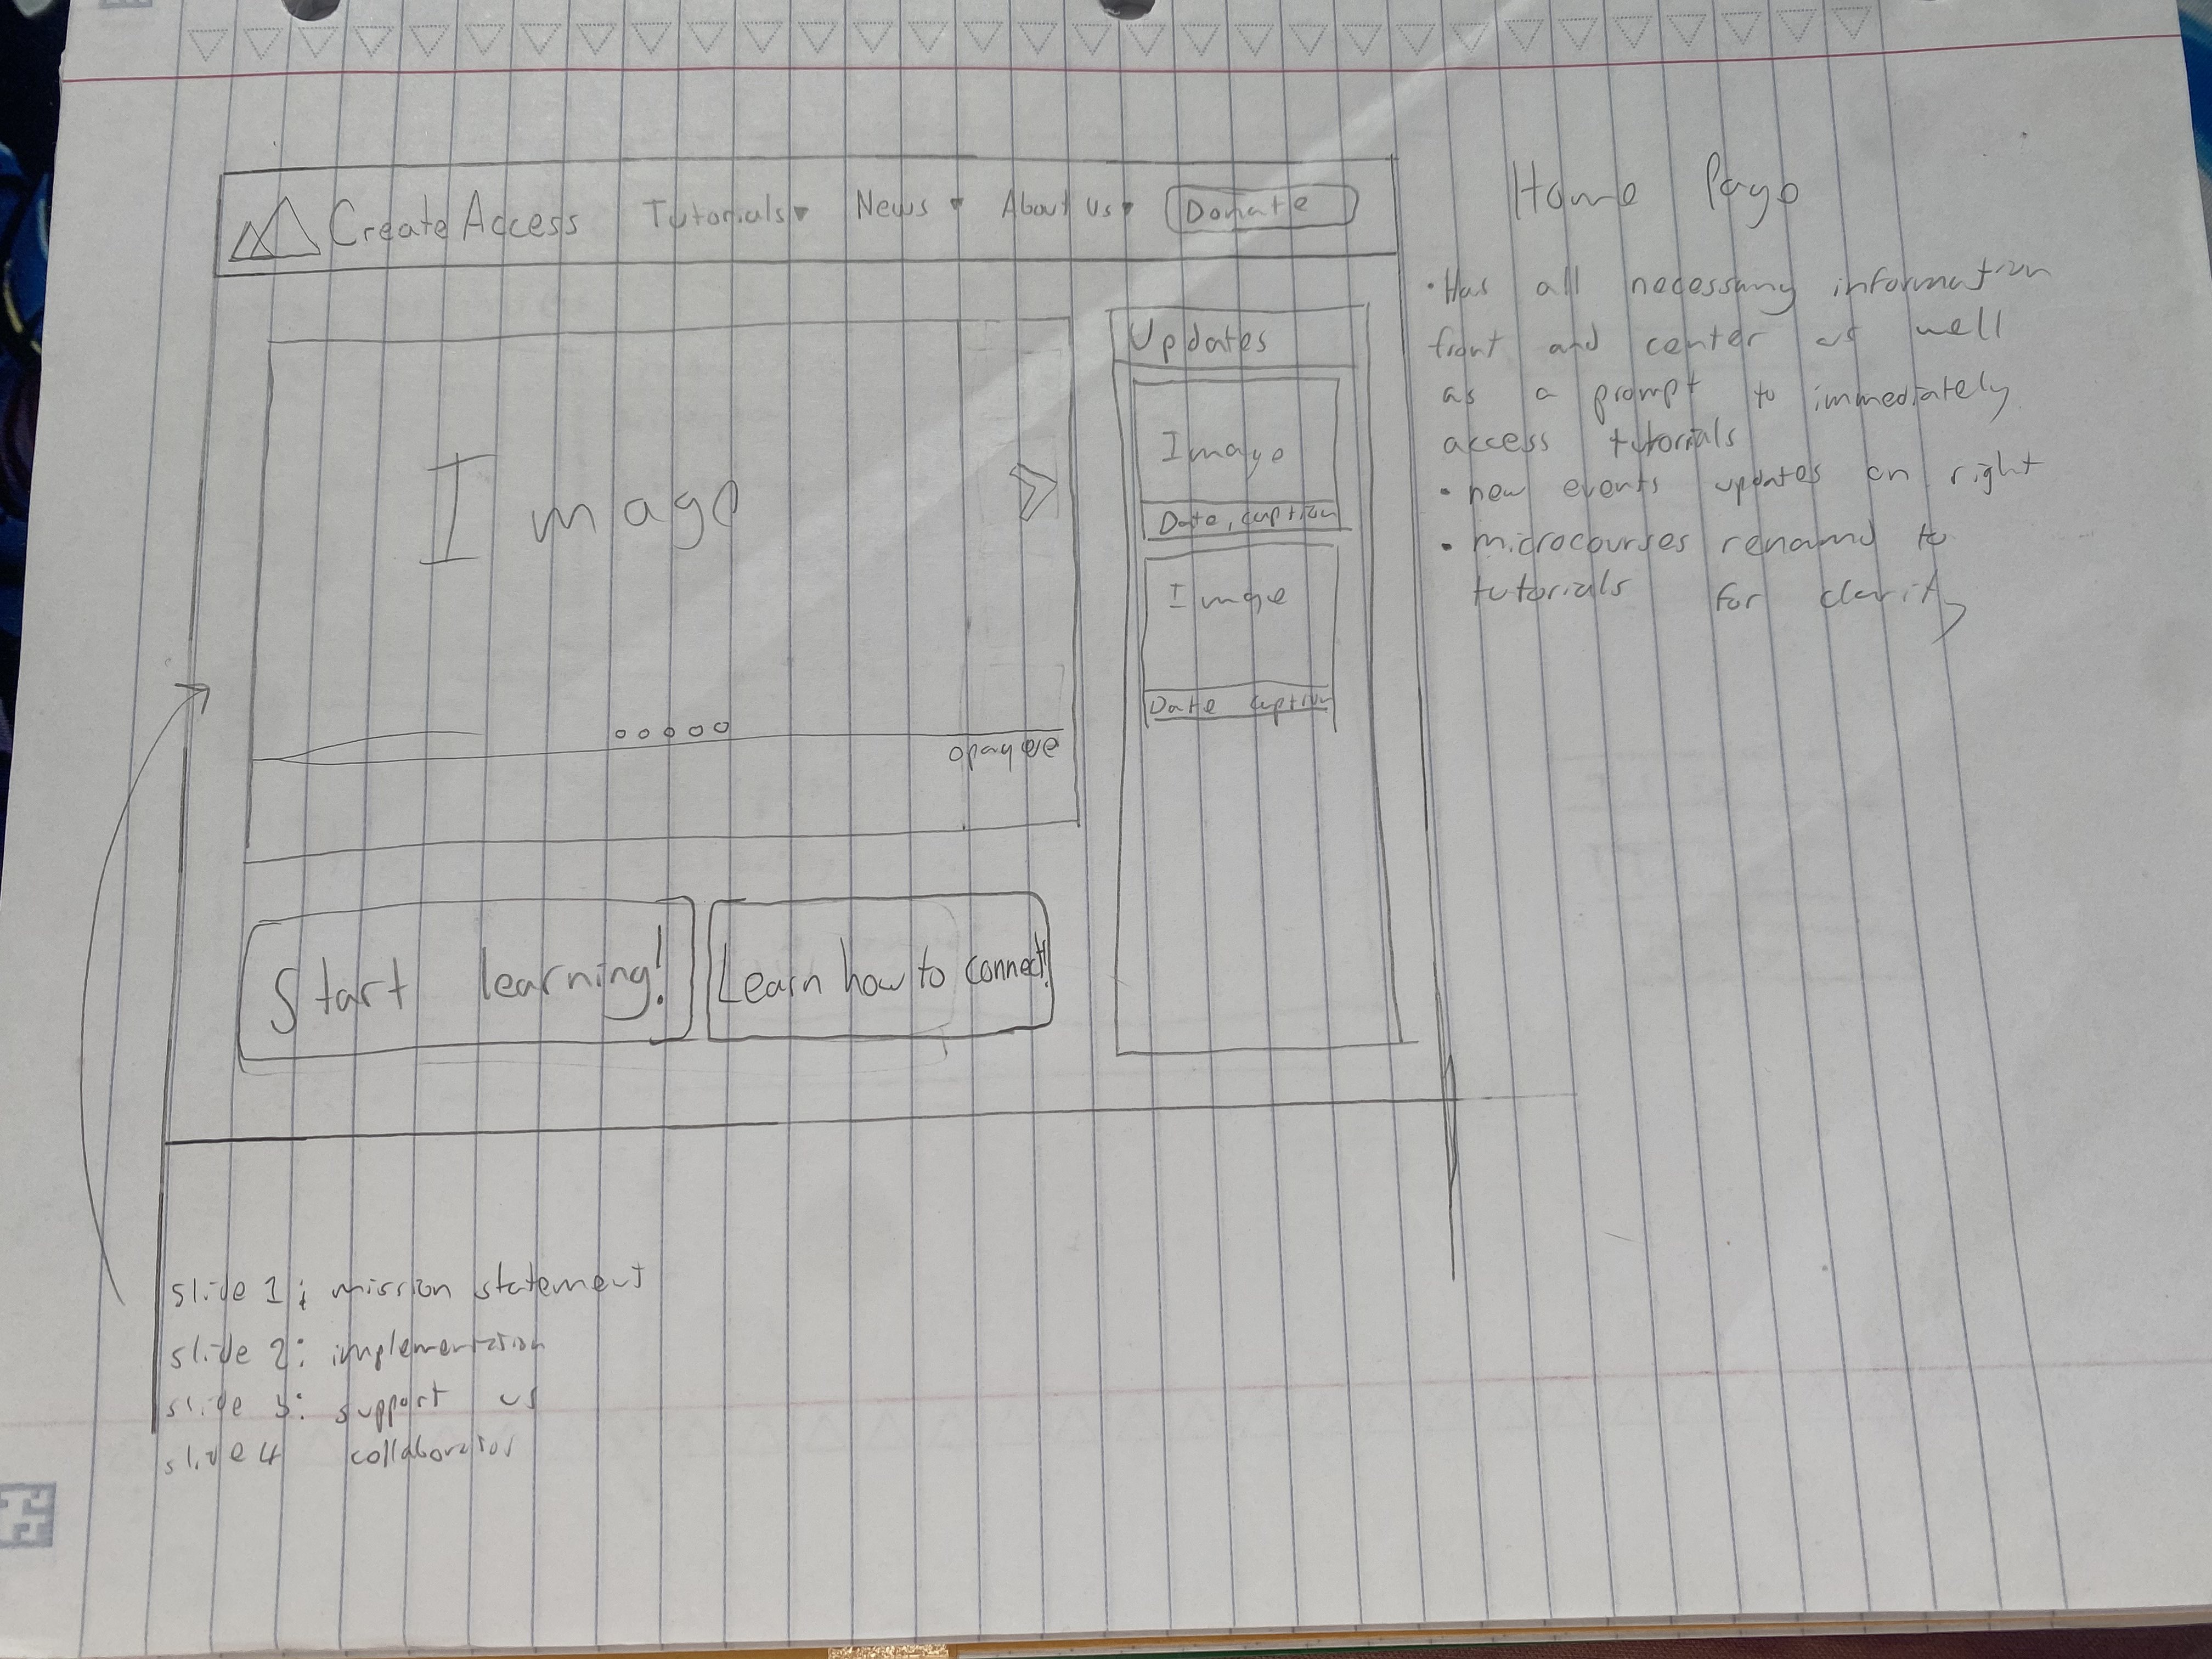 Create Access Tutorials News About Us Donate
Image
opaque
Updates
Image
Date, caption
Image
Date caption
Start learning!
Learn how to connect!
Home Page
• Has all necessary information
front and center as well
as a prompt to immediately
access tutorials
• new events updates on right
• microcourses renamed to
tutorials for clarity
slide 1: mission statement
slide 2: implementation
slide 3: support us
slide 4